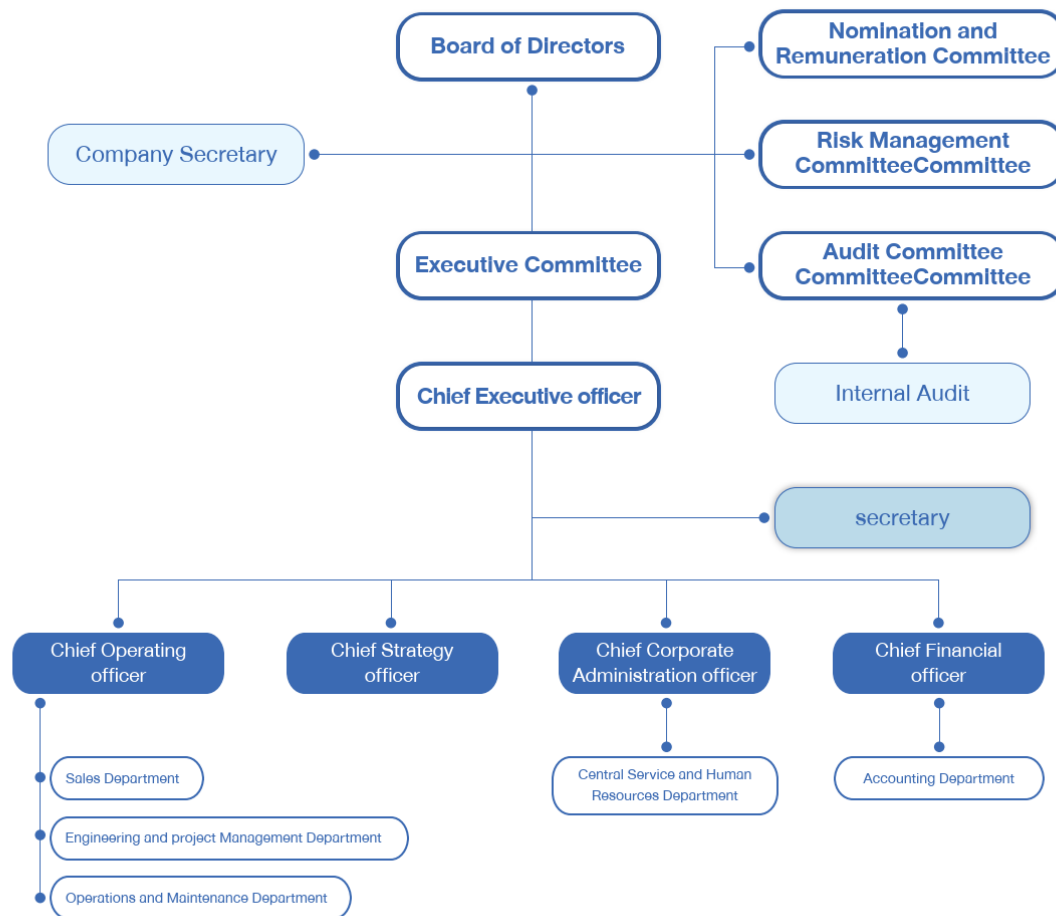 Board of Directors
Nomination and
Remuneration Committee
Company Secretary
Risk Management
CommitteeCommittee
Executive Committee
Audit Committee
CommitteeCommittee
Chief Executive officer
Internal Audit
secretary
Chief Operating
officer
Chief Strategy
officer
Chief Corporate
Administration officer
Chief Financial
officer
Sales Department
Engineering and project Management Department
Operations and Maintenance Department
Central Service and Human
Resources Department
Accounting Department